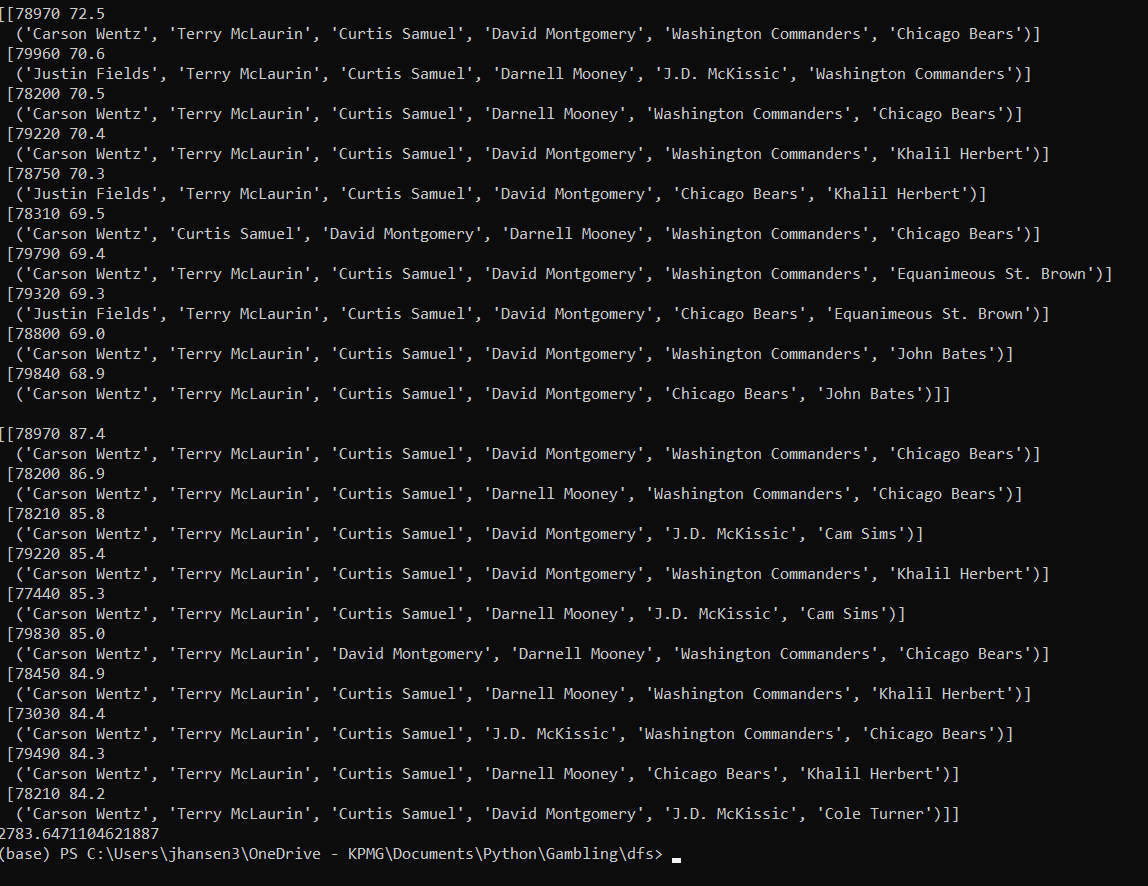 [[78970 72.5
('Carson Wentz', 'Terry McLaurin', 'Curtis Samuel', 'David Montgomery', 'Washington Commanders', 'Chicago Bears')]
[79960 70.6
('Justin Fields', 'Terry McLaurin', 'Curtis Samuel', 'Darnell Mooney', 'J.D. McKissic', 'Washington Commanders')]
[78200 70.5
('Carson Wentz', 'Terry McLaurin', 'Curtis Samuel', 'Darnell Mooney', 'Washington Commanders', 'Chicago Bears')]
[79220 70.4
('Carson Wentz', 'Terry McLaurin', 'Curtis Samuel', 'David Montgomery', 'Washington Commanders', 'Khalil Herbert')]
[78750 70.3
('Justin Fields', 'Terry McLaurin', 'Curtis Samuel', 'David Montgomery', 'Chicago Bears', 'Khalil Herbert')]
[78310 69.5
('Carson Wentz', 'Curtis Samuel', 'David Montgomery', 'Darnell Mooney', 'Washington Commanders', 'Chicago Bears')]
[79790 69.4
('Carson Wentz', 'Terry McLaurin', 'Curtis Samuel', 'David Montgomery', 'Washington Commanders', 'Equanimeous St. Brown')]
[79320 69.3
('Justin Fields', 'Terry McLaurin', 'Curtis Samuel', 'David Montgomery', 'Chicago Bears', 'Equanimeous St. Brown')]
[78800 69.0
('Carson Wentz', 'Terry McLaurin', 'Curtis Samuel', 'David Montgomery', 'Washington Commanders', 'John Bates')]
[79840 68.9
('Carson Wentz', 'Terry McLaurin', 'Curtis Samuel', 'David Montgomery', 'Chicago Bears', 'John Bates')]]
[[78970 87.4
('Carson Wentz', 'Terry McLaurin', 'Curtis Samuel', 'David Montgomery', 'Washington Commanders', 'Chicago Bears')]
[78200 86.9
('Carson Wentz', 'Terry McLaurin', 'Curtis Samuel', 'Darnell Mooney', 'Washington Commanders', 'Chicago Bears')]
[78210 85.8
('Carson Wentz', 'Terry McLaurin', 'Curtis Samuel', 'David Montgomery', 'J.D. McKissic', 'Cam Sims')]
[79220 85.4
('Carson Wentz', 'Terry McLaurin', 'Curtis Samuel', 'David Montgomery', 'Washington Commanders', 'Khalil Herbert')]
[77440 85.3
('Carson Wentz', 'Terry McLaurin', 'Curtis Samuel', 'Darnell Mooney', 'J.D. McKissic', 'Cam Sims')]
[79830 85.0
('Carson Wentz', 'Terry McLaurin', 'David Montgomery', 'Darnell Mooney', 'Washington Commanders', 'Chicago Bears')]
[78450 84.9
('Carson Wentz', 'Terry McLaurin', 'Curtis Samuel', 'Darnell Mooney', 'Washington Commanders', 'Khalil Herbert')]
[73030 84.4
('Carson Wentz', 'Terry McLaurin', 'Curtis Samuel', 'J.D. McKissic', 'Washington Commanders', 'Chicago Bears')]
[79490 84.3
('Carson Wentz', 'Terry McLaurin', 'Curtis Samuel', 'Darnell Mooney', 'Chicago Bears', 'Khalil Herbert')]
[78210 84.2
('Carson Wentz', 'Terry McLaurin', 'Curtis Samuel', 'David Montgomery', 'J.D. McKissic', 'Cole Turner')]]
2783.6471104621887
(base) PS C:\Users\jhansen3\OneDrive - KPMG\Documents\Python\Gambling\dfs>